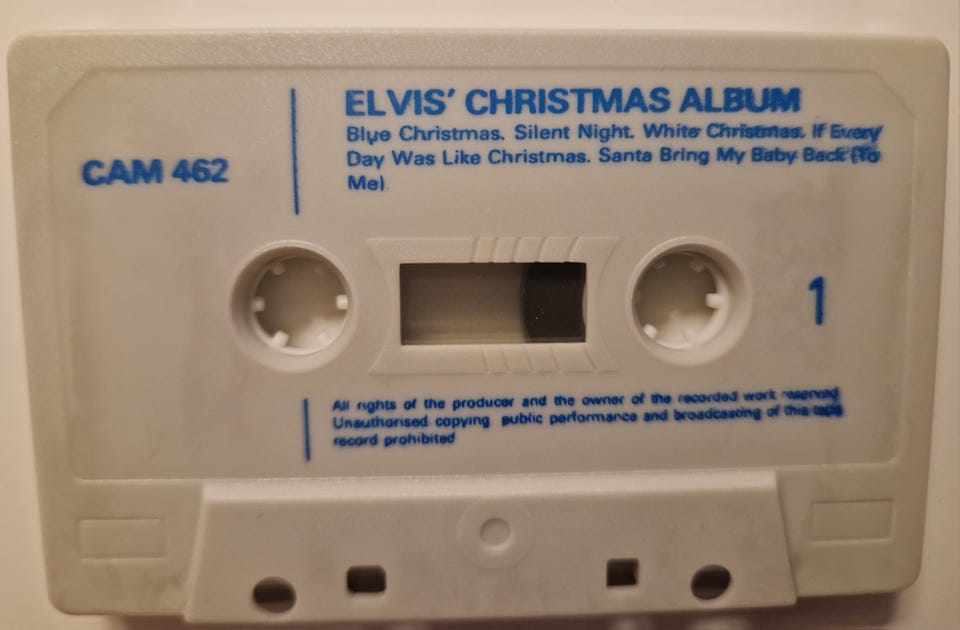 ELVIS' CHRISTMAS ALBUM
Blue Christmas. Silent Night. White Christmas. If Every
Day Was Like Christmas. Santa Bring My Baby Back (To
Me).
CAM 462
1
All rights of the producer and the owner of the recorded work reserved
Unauthorised copying public performance and broadcasting of this tape
record prohibited